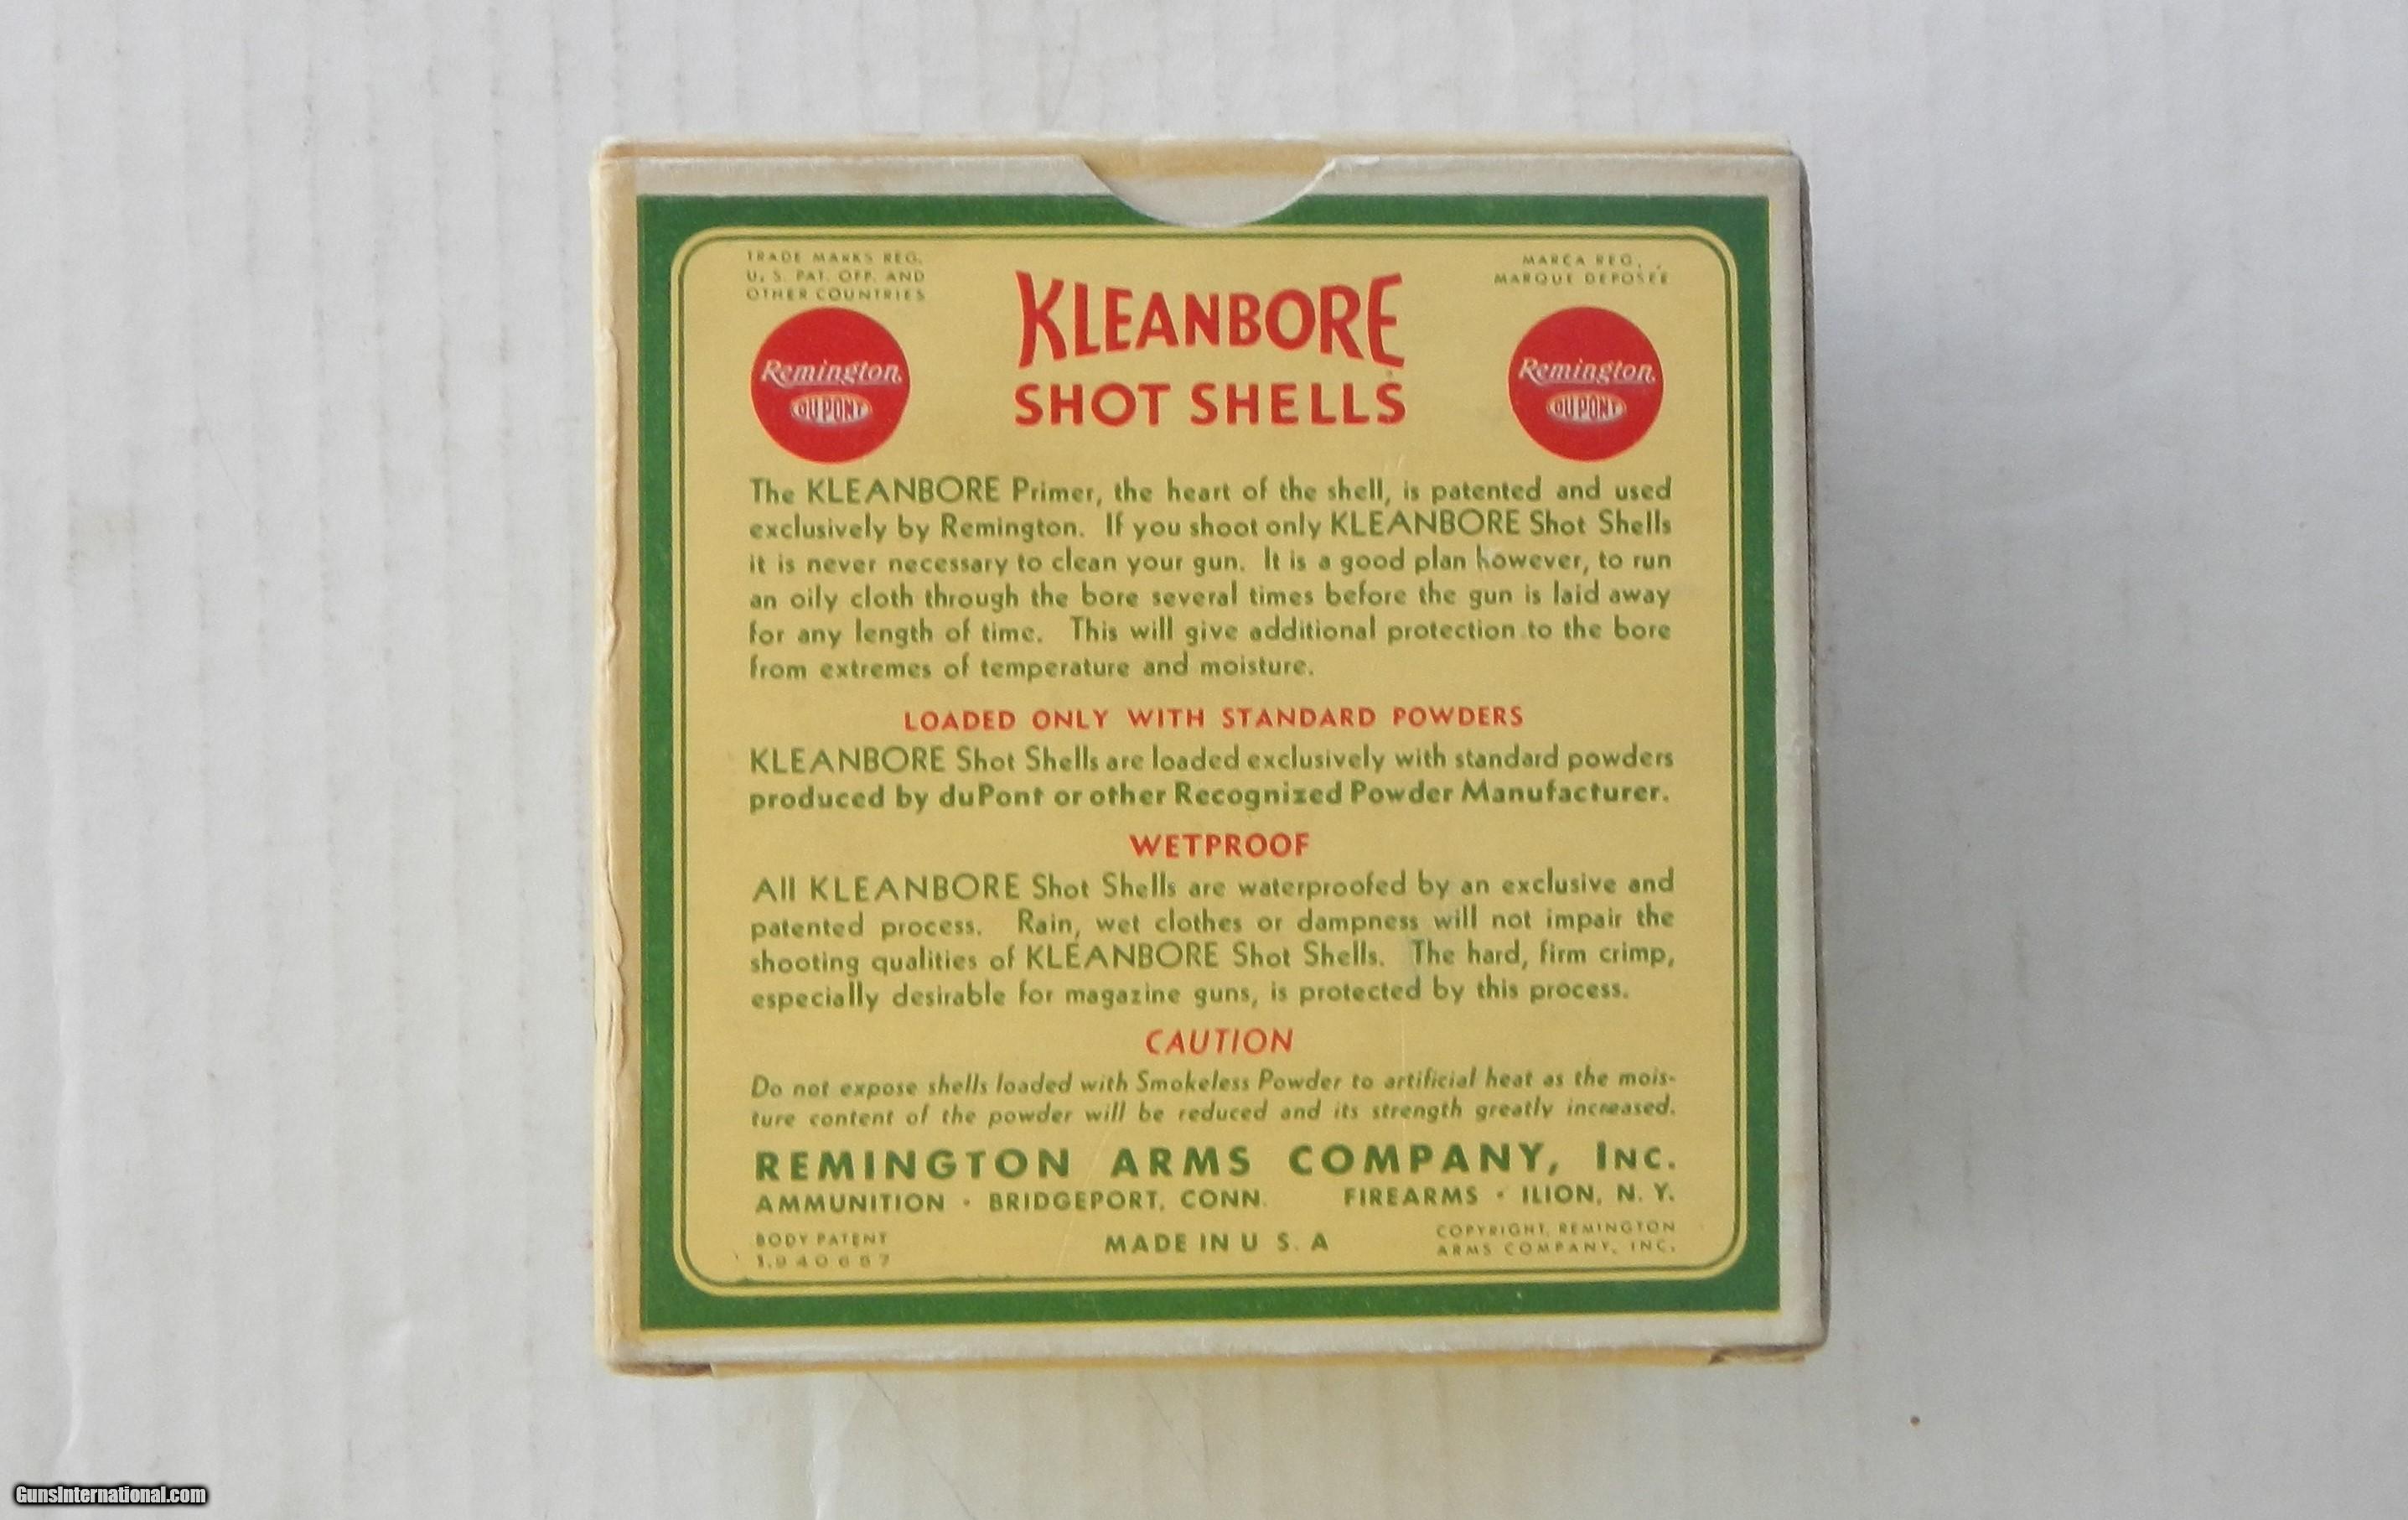 TRADE MARKS REG.
U. S. PAT. OFF. AND
OTHER COUNTRIES
MARCA REG.
MARQUE DEPOSÉE
KLEANBORE
SHOT SHELLS
Remington
DU PONT
Remington
DU PONT
The KLEANBORE Primer, the heart of the shell, is patented and used
exclusively by Remington. If you shoot only KLEANBORE Shot Shells
it is never necessary to clean your gun. It is a good plan however, to run
an oily cloth through the bore several times before the gun is laid away
for any length of time. This will give additional protection to the bore
from extremes of temperature and moisture.
LOADED ONLY WITH STANDARD POWDERS
KLEANBORE Shot Shells are loaded exclusively with standard powders
produced by duPont or other Recognized Powder Manufacturer.
WETPROOF
All KLEANBORE Shot Shells are waterproofed by an exclusive and
patented process. Rain, wet clothes or dampness will not impair the
shooting qualities of KLEANBORE Shot Shells. The hard, firm crimp,
especially desirable for magazine guns, is protected by this process.
CAUTION
Do not expose shells loaded with Smokeless Powder to artificial heat as the mois-
ture content of the powder will be reduced and its strength greatly increased.
REMINGTON ARMS COMPANY, INC.
AMMUNITION · BRIDGEPORT, CONN. FIREARMS · ILION, N. Y.
BODY PATENT
1,940,657
MADE IN U. S. A
COPYRIGHT, REMINGTON
ARMS COMPANY, INC.
GunsInternational.com